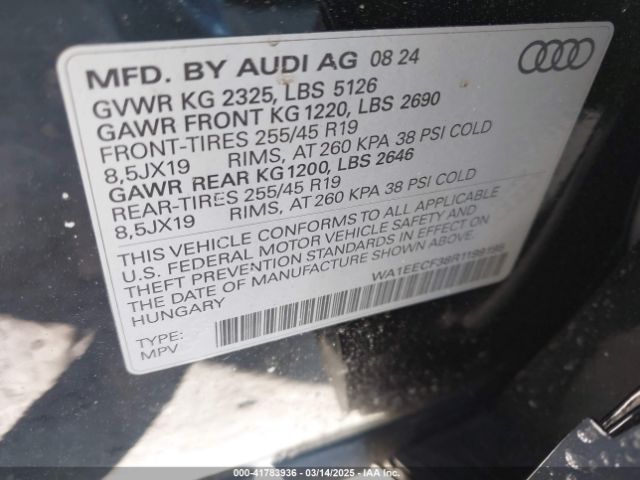 MFD. BY AUDI AG 08 24
GVWR KG 2325, LBS 5126
GAWR FRONT KG 1220, LBS 2690
FRONT-TIRES 255/45 R19
8,5JX19 RIMS, AT 260 KPA 38 PSI COLD
GAWR REAR KG 1200, LBS 2646
REAR-TIRES 255/45 R19
8,5JX19 RIMS, AT 260 KPA 38 PSI COLD
THIS VEHICLE CONFORMS TO ALL APPLICABLE
U.S. FEDERAL MOTOR VEHICLE SAFETY AND
THEFT PREVENTION STANDARDS IN EFFECT ON
THE DATE OF MANUFACTURE SHOWN ABOVE.
HUNGARY
TYPE:
MPV
000-41783936 03/14/2025 IAA Inc. - Copyright